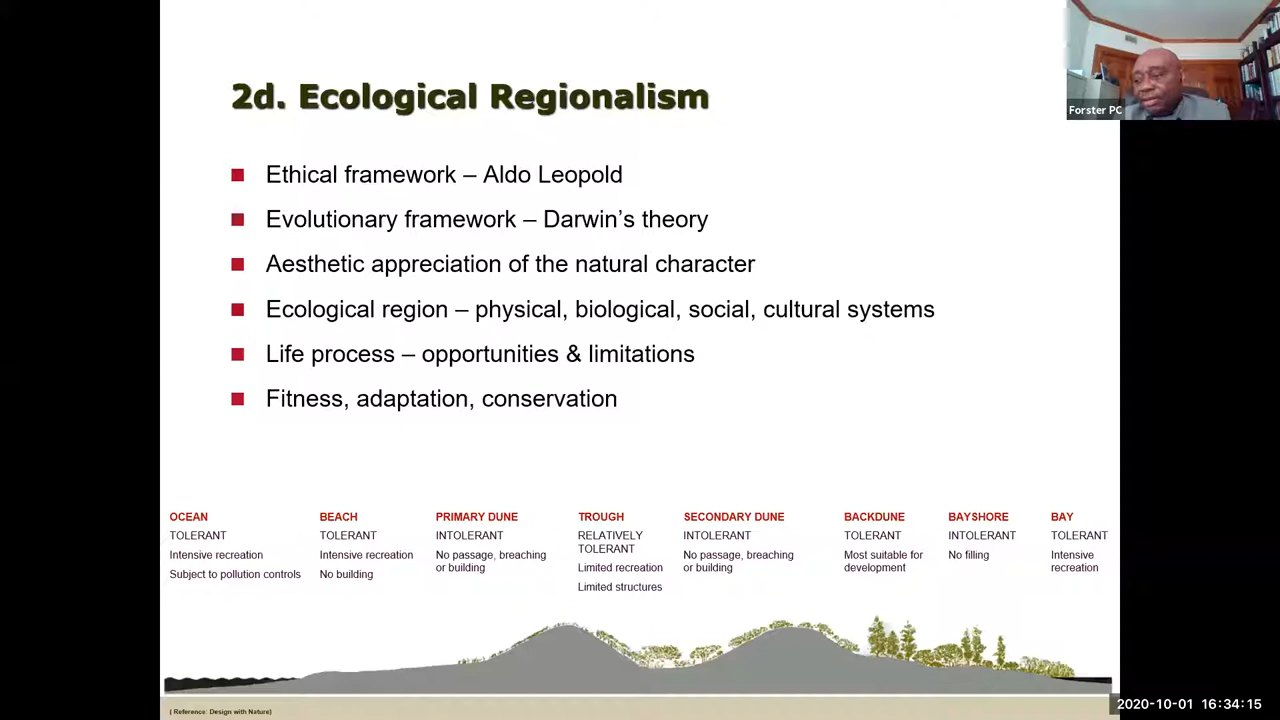 2d. Ecological Regionalism
Forster PC
Ethical framework – Aldo Leopold
Evolutionary framework – Darwin's theory
Aesthetic appreciation of the natural character
Ecological region – physical, biological, social, cultural systems
Life process – opportunities & limitations
Fitness, adaptation, conservation
OCEAN
TOLERANT
Intensive recreation
Subject to pollution controls
BEACH
TOLERANT
Intensive recreation
No building
PRIMARY DUNE
INTOLERANT
No passage, breaching
or building
TROUGH
RELATIVELY
TOLERANT
Limited recreation
Limited structures
SECONDARY DUNE
INTOLERANT
No passage, breaching
or building
BACKDUNE
TOLERANT
Most suitable for
development
BAYSHORE
INTOLERANT
No filling
BAY
TOLERANT
Intensive
recreation
( Reference: Design with Nature)
2020-10-01 16:34:15